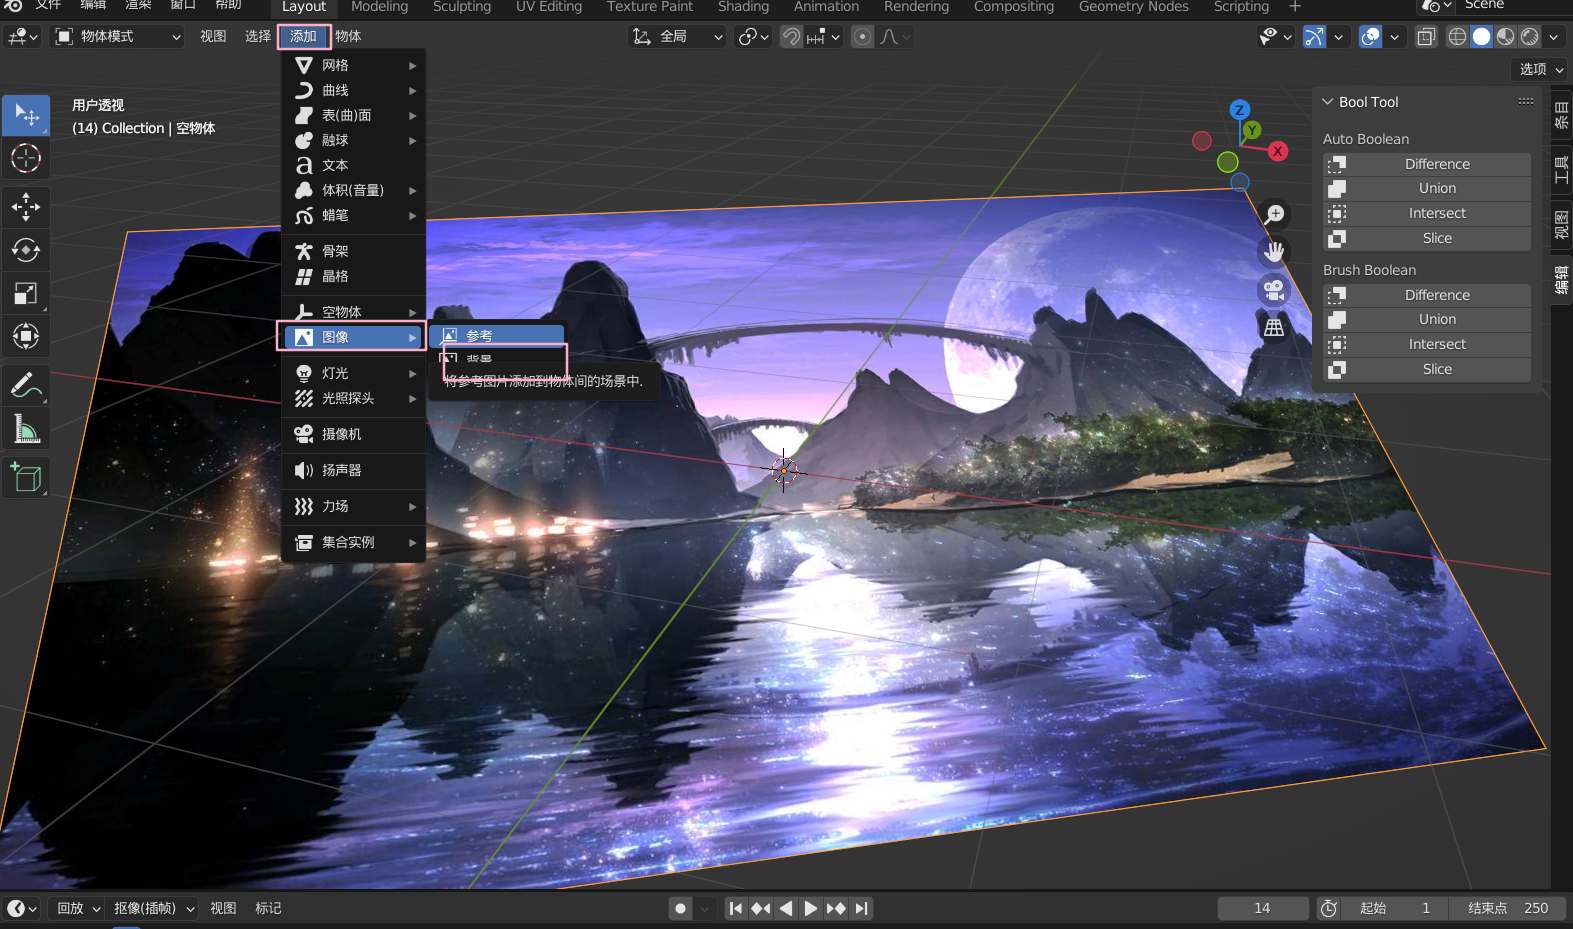 文件 编辑 渲染 窗口 帮助 Layout Modeling Sculpting UV Editing Texture Paint Shading Animation Rendering Compositing Geometry Nodes Scripting + Scene
物体模式 视图 选择 添加 物体 全局
选项
用户透视
(14) Collection | 空物体
网格
曲线
表(曲)面
融球
文本
体积(音量)
蜡笔
骨架
晶格
空物体
图像
灯光
光照探头
摄像机
扬声器
力场
集合实例
参考
背景
将参考图片添加到物体间的场景中.
Z
Y
X
Bool Tool
Auto Boolean
Difference
Union
Intersect
Slice
Brush Boolean
Difference
Union
Intersect
Slice
条目
工具
视图
编辑
回放 抠像(插帧) 视图 标记 14 起始 1 结束点 250